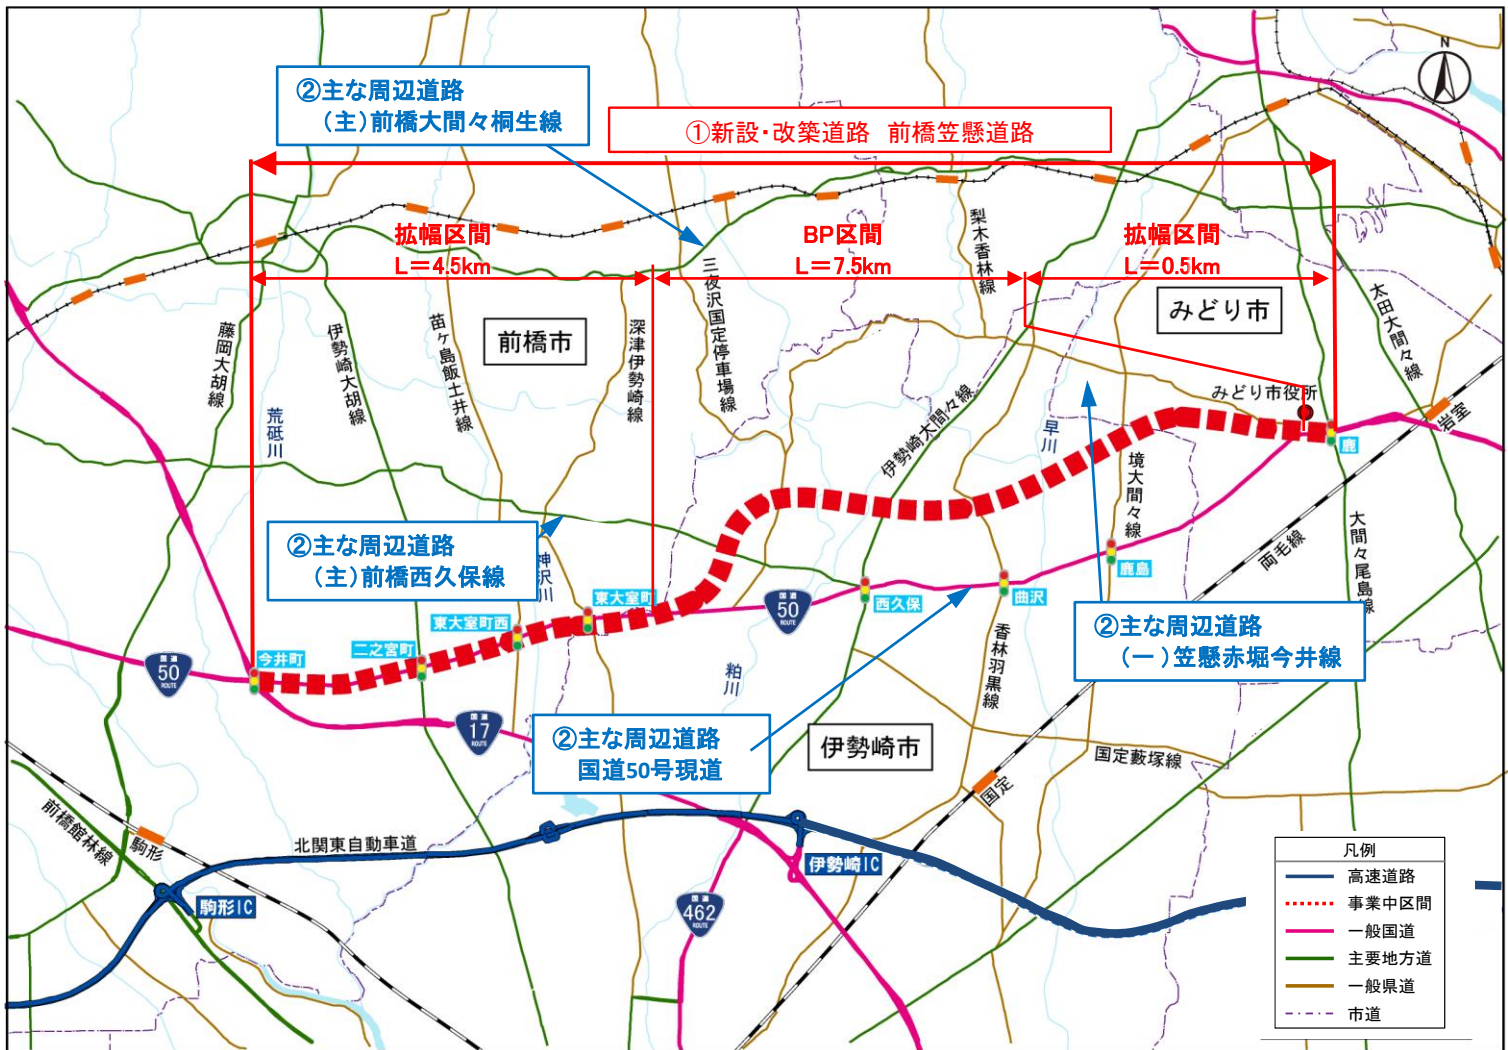 N
②主な周辺道路
(主)前橋大間々桐生線
①新設・改築道路 前橋笠懸道路
拡幅区間
L=4.5km
BP区間
L=7.5km
拡幅区間
L=0.5km
前橋市
みどり市
藤岡大胡線
伊勢崎大胡線
苗ヶ島飯土井線
深津伊勢崎線
三夜沢国定停車場線
梨木香林線
太田大間々線
荒砥川
伊勢崎大間々線
早川
境大間々線
みどり市役所
鹿
岩室
両毛線
大間々尾島線
②主な周辺道路
(主)前橋西久保線
神沢川
今井町
二之宮町
東大室町西
東大室町
国道
50
ROUTE
西久保
曲沢
鹿島
国道
50
ROUTE
国道
17
ROUTE
粕川
香林羽黒線
②主な周辺道路
(一)笠懸赤堀今井線
②主な周辺道路
国道50号現道
伊勢崎市
国定藪塚線
国定
前橋館林線
駒形
北関東自動車道
駒形IC
伊勢崎IC
国道
462
ROUTE
凡例
高速道路
事業中区間
一般国道
主要地方道
一般県道
市道